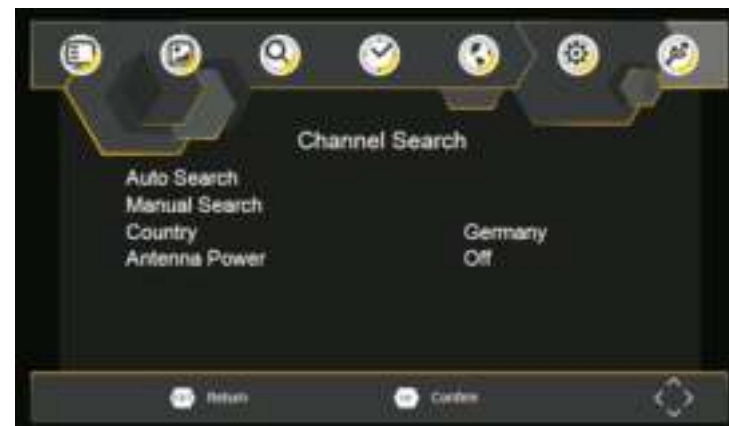 Channel Search
Auto Search
Manual Search
Country Germany
Antenna Power Off
Return Confirm